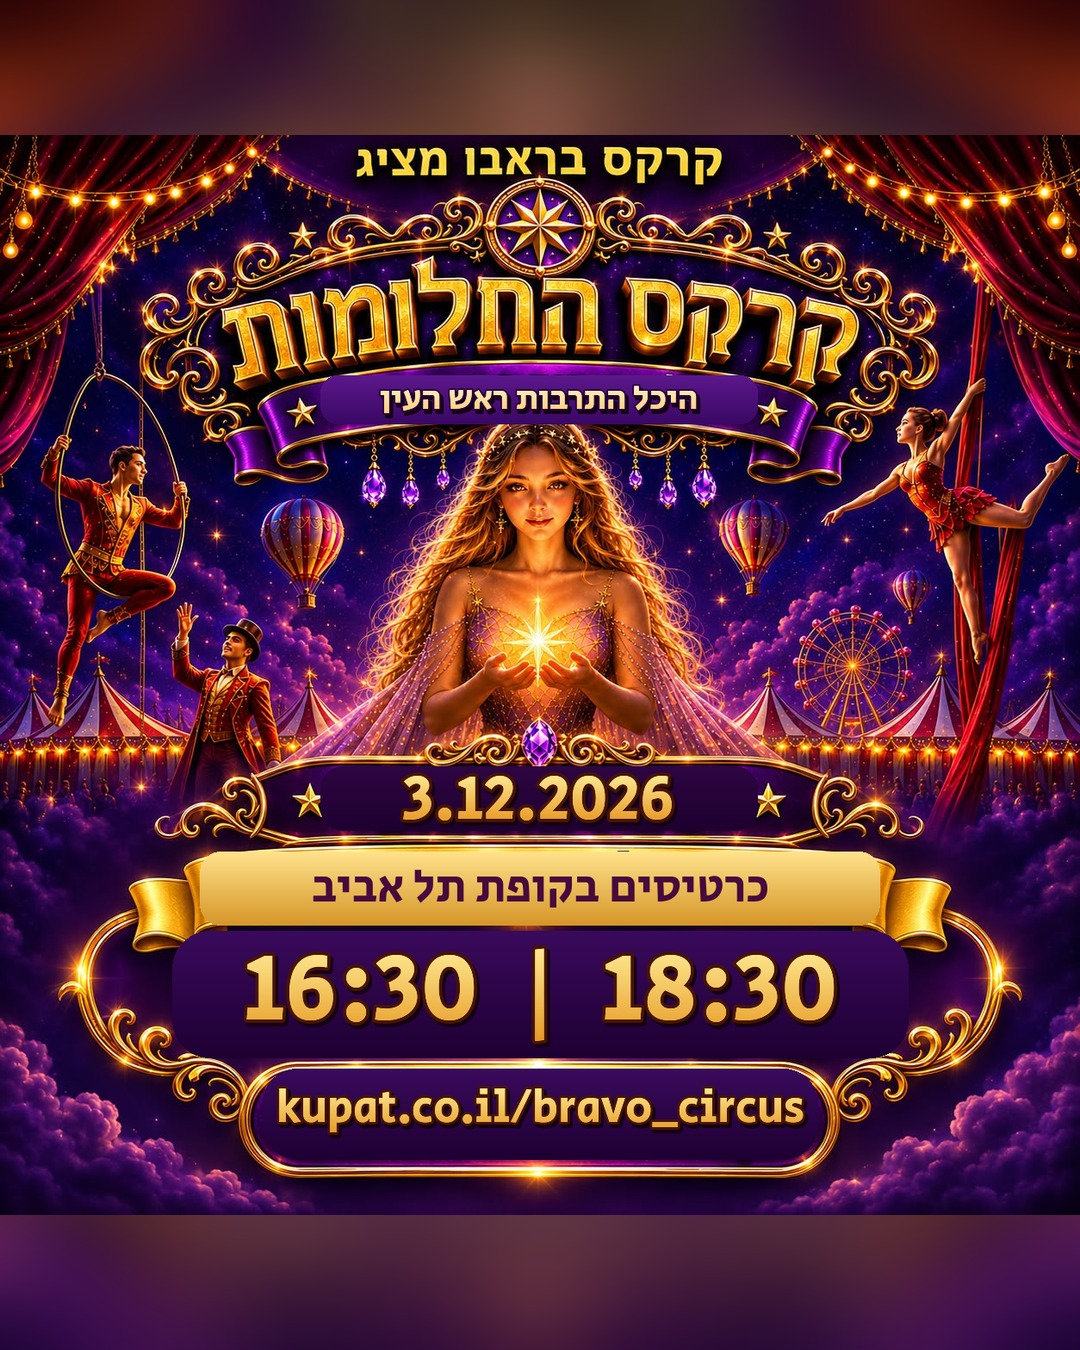 קרקס בראבו מציג
קרקס החלומות
היכל התרבות ראש העין
3.12.2026
כרטיסים בקופת תל אביב
16:30 | 18:30
kupat.co.il/bravo_circus